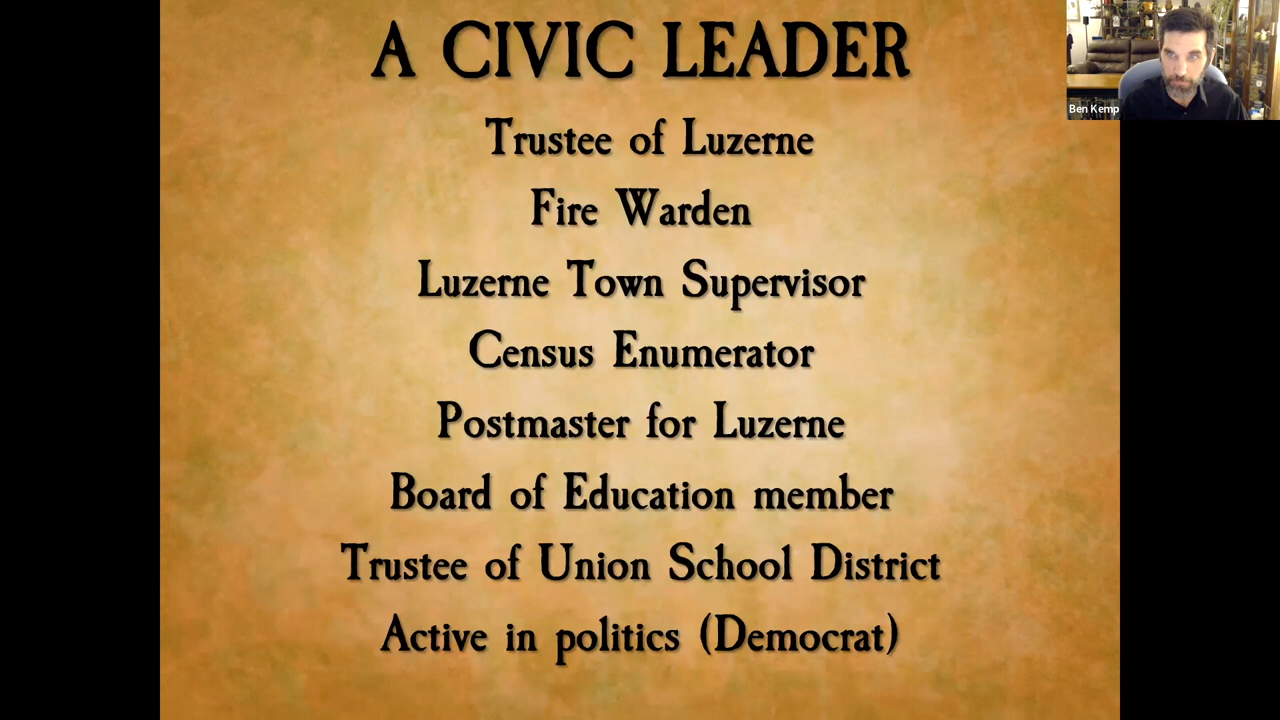 A CIVIC LEADER
Trustee of Luzerne
Fire Warden
Luzerne Town Supervisor
Census Enumerator
Postmaster for Luzerne
Board of Education member
Trustee of Union School District
Active in politics (Democrat)
Ben Kemp